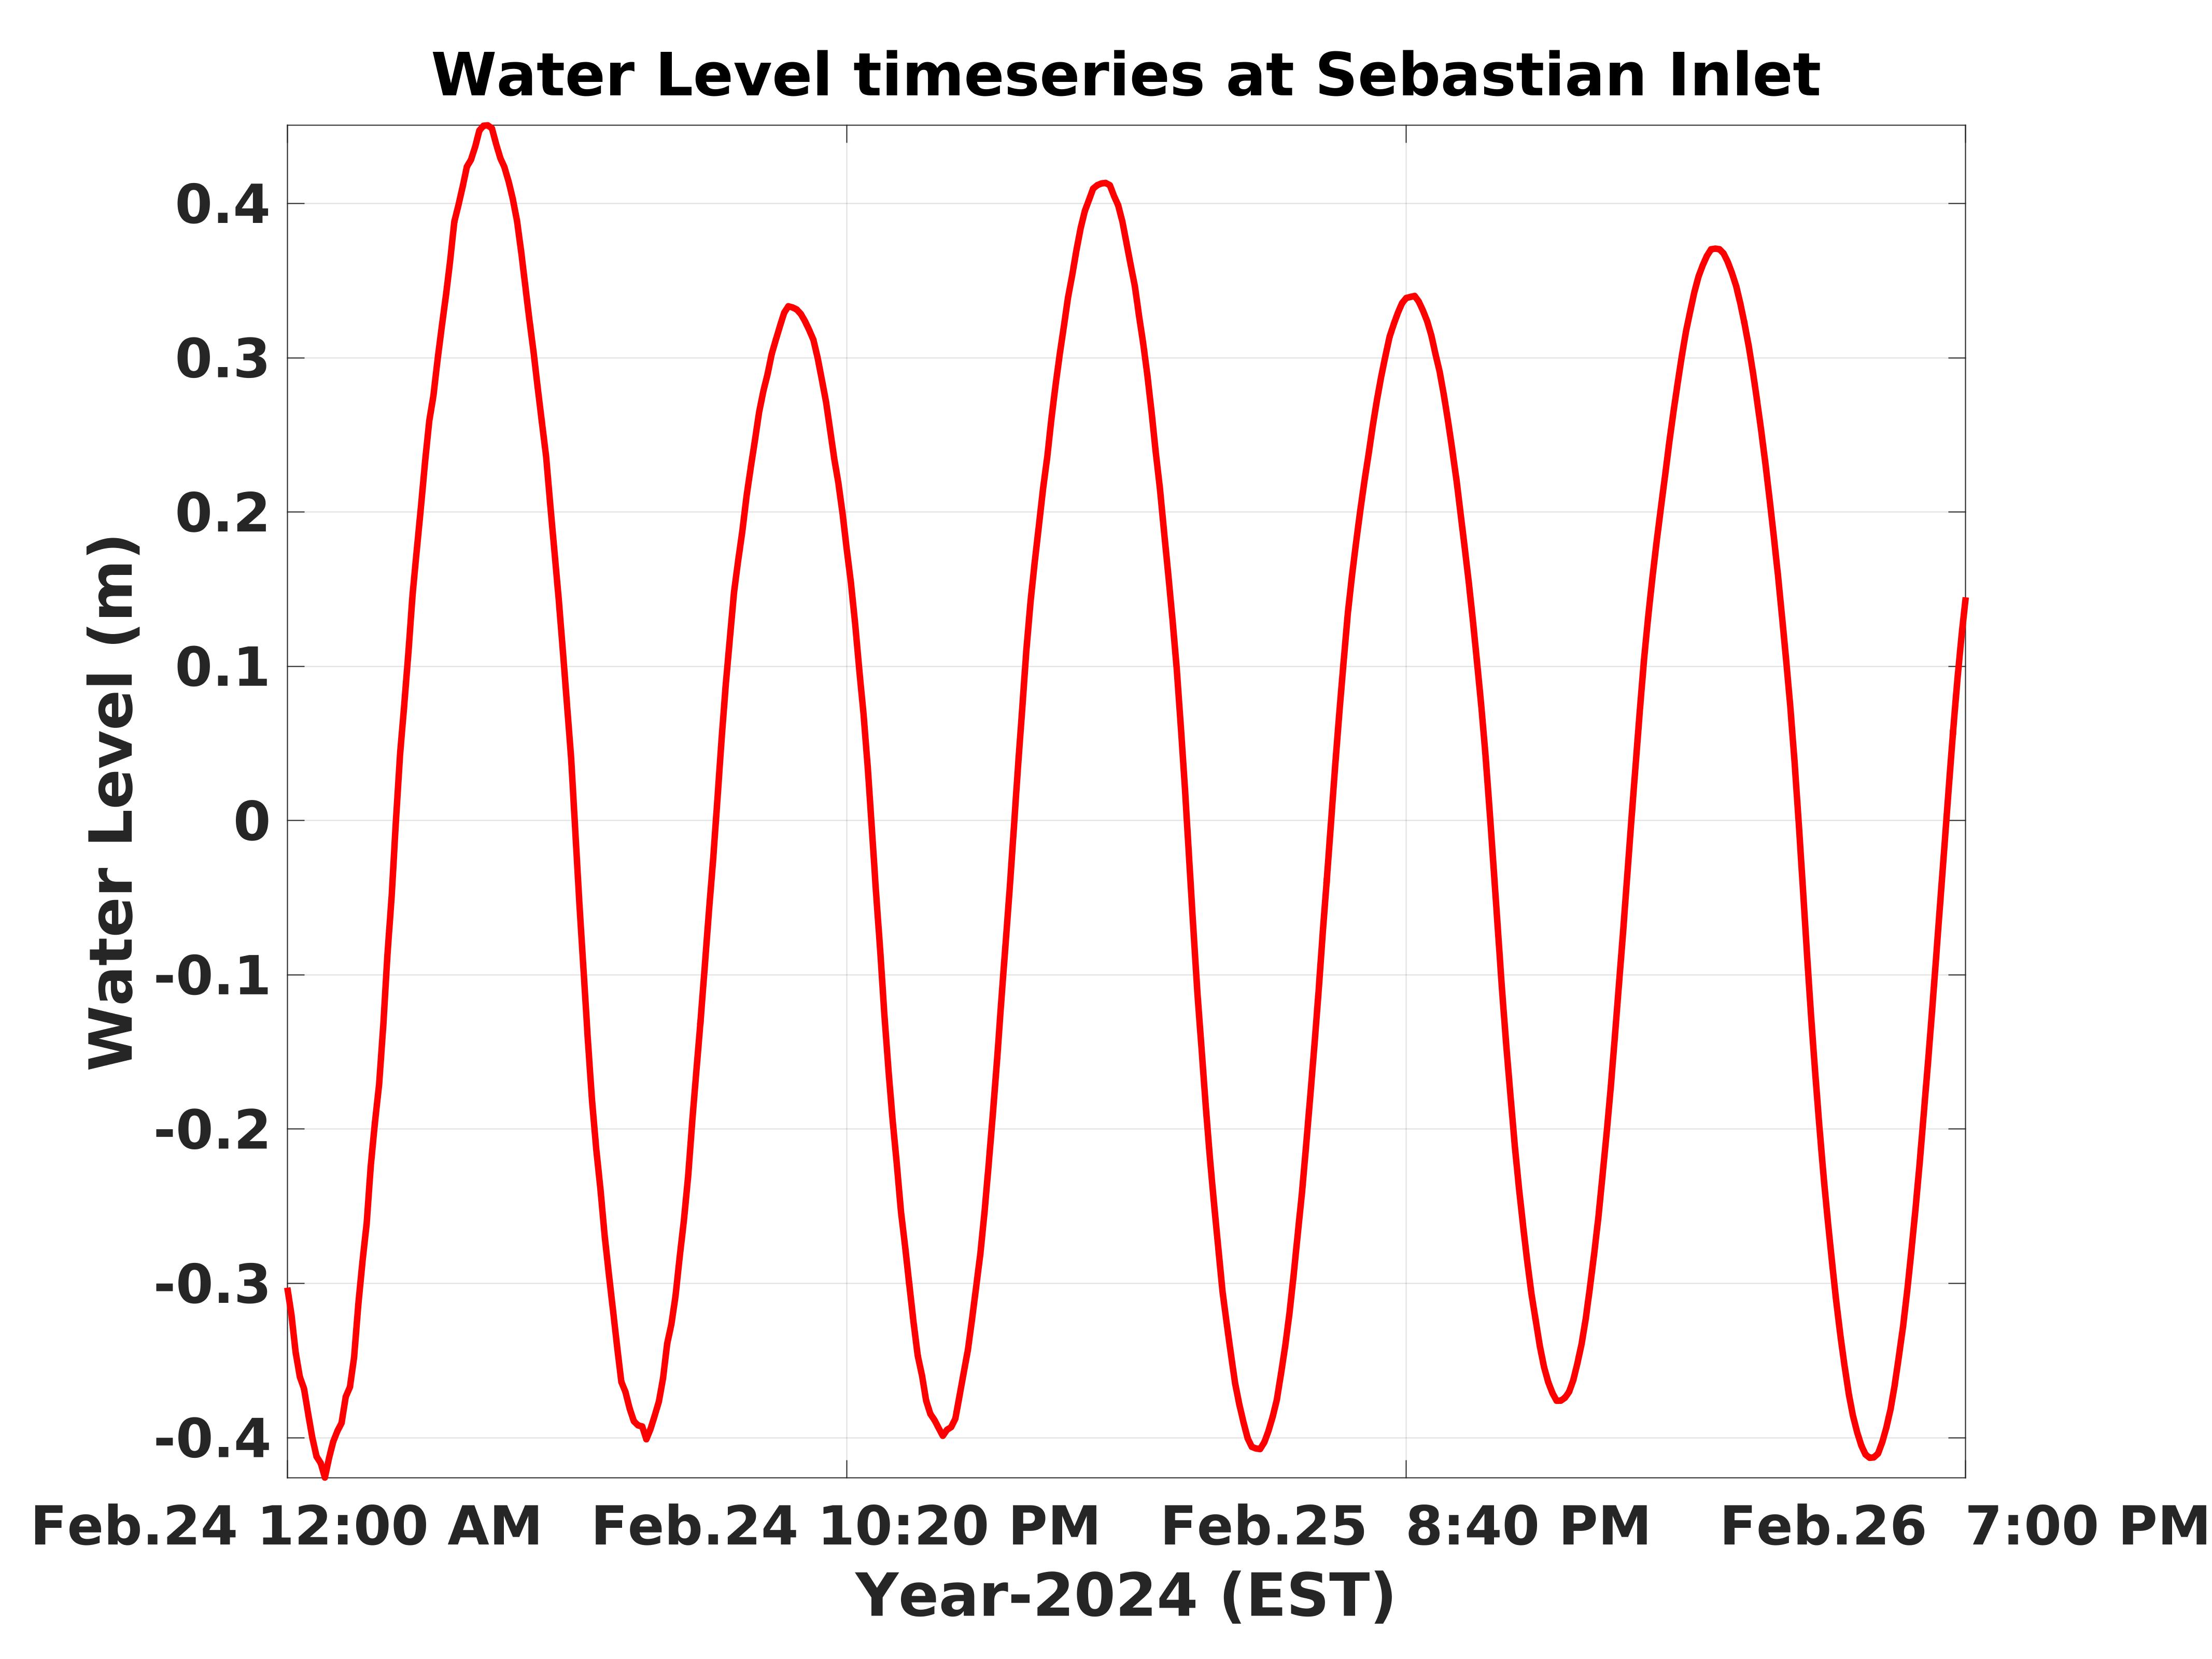 Water Level timeseries at Sebastian Inlet
Water Level (m)
0.4
0.3
0.2
0.1
0
-0.1
-0.2
-0.3
-0.4
Feb.24 12:00 AM Feb.24 10:20 PM Feb.25 8:40 PM Feb.26 7:00 PM
Year-2024 (EST)